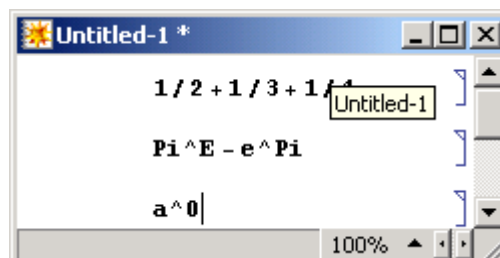 Untitled-1 *
1/2+1/3+1/
Untitled-1
Pi^E-e^Pi
a^0
100%